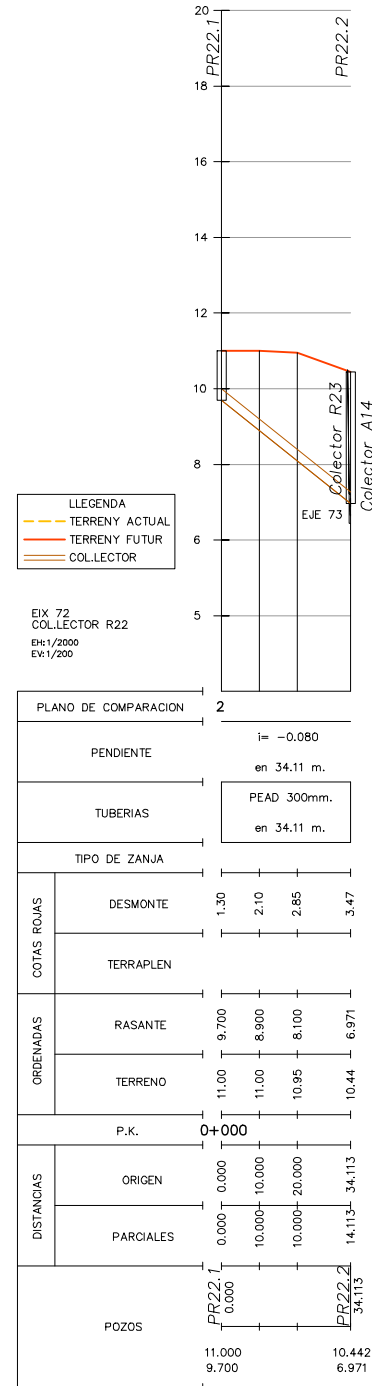 20
PR22.1
PR22.2
18
16
14
12
10
Colector R23
Colector A14
8
EJE 73
6
5
LLEGENDA
TERRENY ACTUAL
TERRENY FUTUR
COL.LECTOR
EIX 72
COL.LECTOR R22
EH:1/2000
EV:1/200
PLANO DE COMPARACION 2
PENDIENTE
i= -0.080
en 34.11 m.
TUBERIAS
PEAD 300mm.
en 34.11 m.
TIPO DE ZANJA
COTAS ROJAS
DESMONTE 1.30 2.10 2.85 3.47
TERRAPLEN
ORDENADAS
RASANTE 9.700 8.900 8.100 6.971
TERRENO 11.00 11.00 10.95 10.44
P.K. 0+000
DISTANCIAS
ORIGEN 0.000 10.000 20.000 34.113
PARCIALES 0.000 10.000 10.000 14.113
POZOS
PR22.1 0.000
PR22.2 34.113
11.000 10.442
9.700 6.971